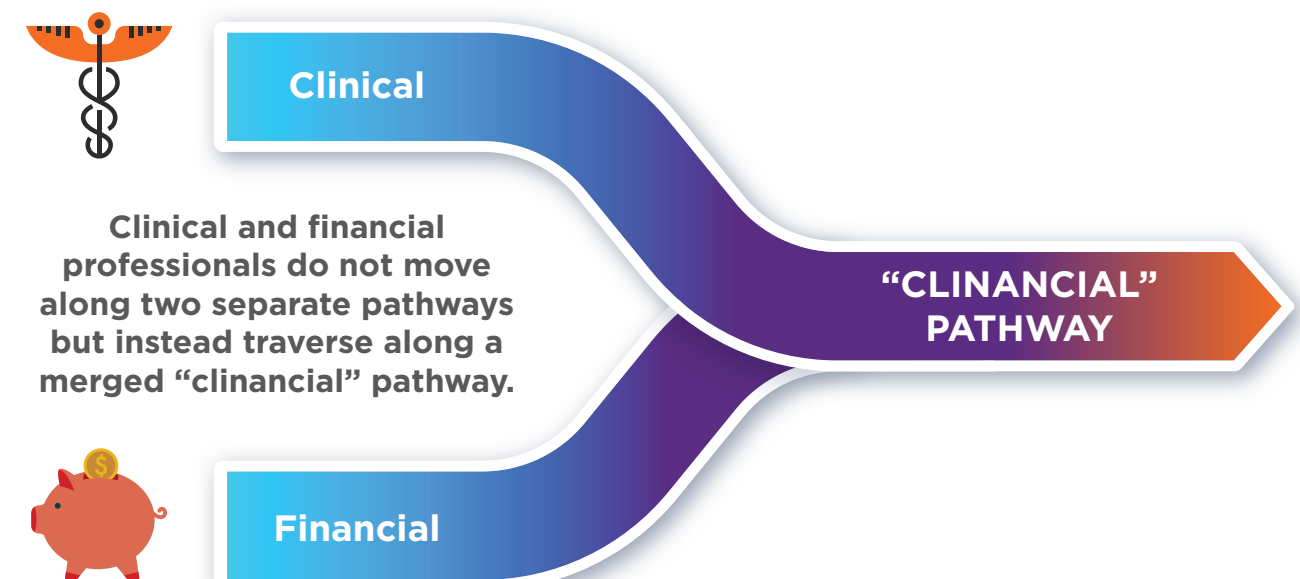 Clinical
Clinical and financial
professionals do not move
along two separate pathways
but instead traverse along a
merged “clinancial” pathway.
“CLINANCIAL”
PATHWAY
$
Financial